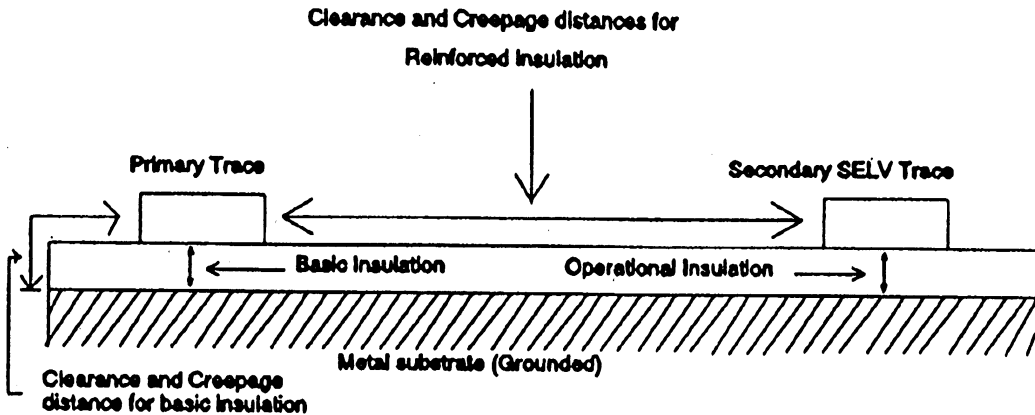 Clearance and Creepage distances for
Reinforced Insulation
Primary Trace
Secondary SELV Trace
Basic Insulation
Operational Insulation
Metal substrate (Grounded)
Clearance and Creepage
distance for basic insulation